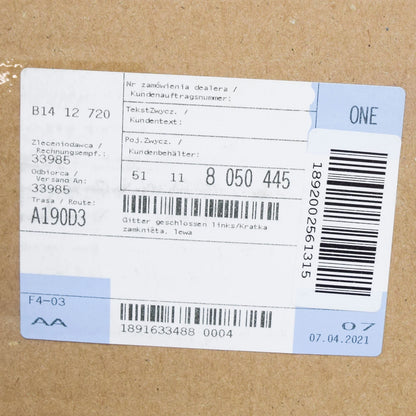 Nr zamówienia dealera /
Kundenauftragsnummer:
B14 12 720
TekstZwycz. /
Kundentext:
ONE
Zleceniodawca /
Rechnungsempf.:
33985
Poj.Zwycz. /
Kundenbehälter:
Odbiorca /
Versand An:
33985
51 11 8 050 445
Trasa / Route:
A190D3
Gitter geschlossen links/Kratka
zamknięta, lewa
1892002561315
F4-03
AA
1891633488 0004
07
07.04.2021